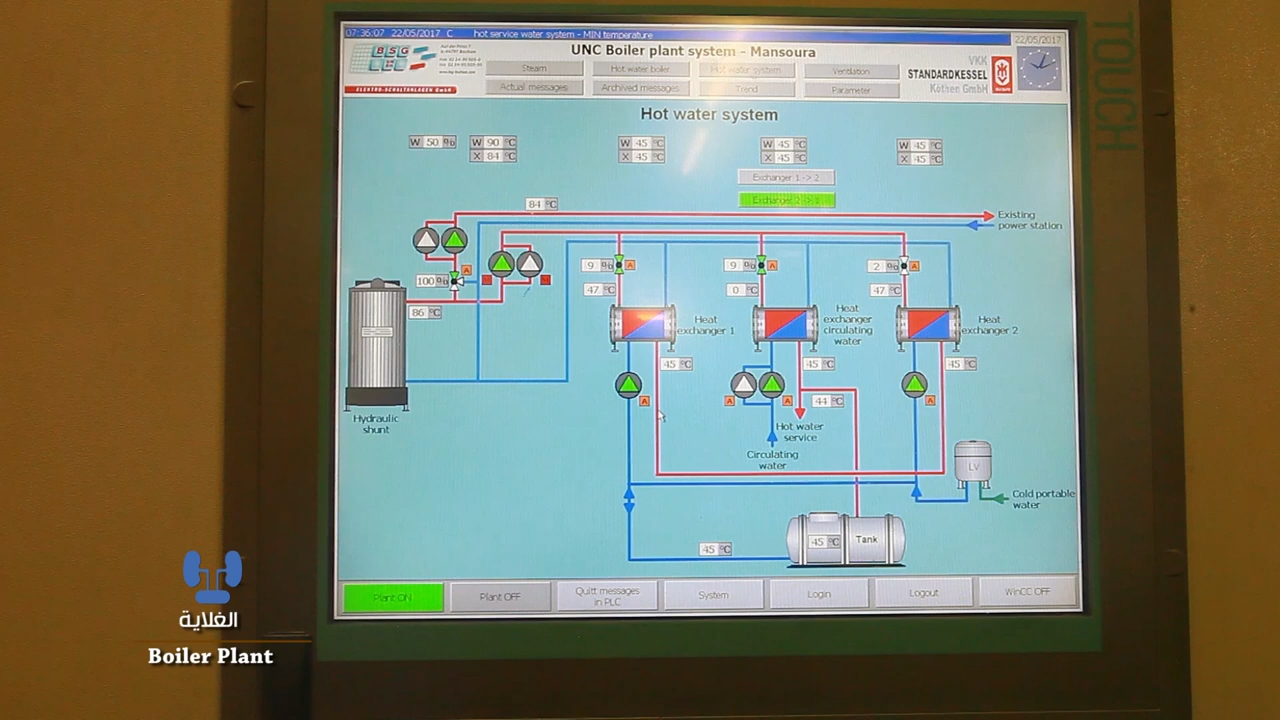 TOUCH
07:36:07 22/05/2017 C hot service water system - MIN temperature
22/05/2017
BSG
ELEKTRO-SCHALTANLAGEN GmbH
UNC Boiler plant system - Mansoura
VKK
STANDARDKESSEL
Köthen GmbH
Steam
Hot water boiler
Hot water system
Ventilation
Actual messages
Archived messages
Trend
Parameter
Hot water system
W 50 %
W 90 °C
X 84 °C
W 45 °C
X 45 °C
W 45 °C
X 45 °C
W 45 °C
X 45 °C
Exchanger 1 -> 2
Exchanger 2 -> 1
84 °C
Existing
power station
9 %
A
9 %
A
2 %
A
A
100 %
47 °C
0 °C
47 °C
86 °C
Heat
exchanger 1
Heat
exchanger
circulating
water
Heat
exchanger 2
45 °C
45 °C
45 °C
A
A
A
A
44 °C
Hydraulic
shunt
Hot water
service
Circulating
water
LV
Cold portable
water
45 °C
45 °C
Tank
Plant ON
Plant OFF
Quitt messages
in PLC
System
Login
Logout
WinCC OFF
الغلاية
Boiler Plant